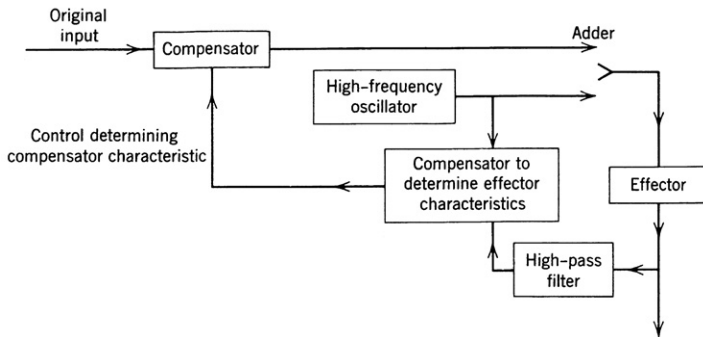 Original
input
Compensator
Adder
High-frequency
oscillator
Control determining
compensator characteristic
Compensator to
determine effector
characteristics
Effector
High-pass
filter